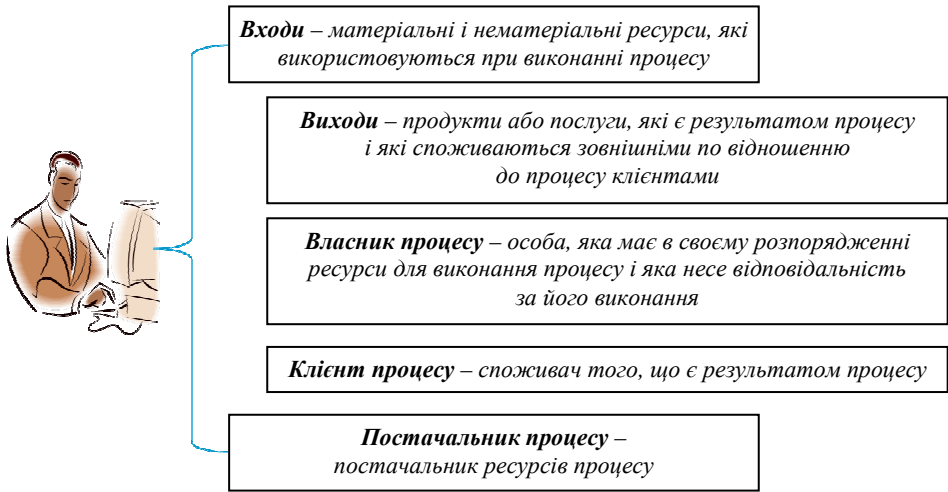 Входи – матеріальні і нематеріальні ресурси, які
використовуються при виконанні процесу
Виходи – продукти або послуги, які є результатом процесу
і які споживаються зовнішніми по відношенню
до процесу клієнтами
Власник процесу – особа, яка має в своєму розпорядженні
ресурси для виконання процесу і яка несе відповідальність
за його виконання
Клієнт процесу – споживач того, що є результатом процесу
Постачальник процесу –
постачальник ресурсів процесу